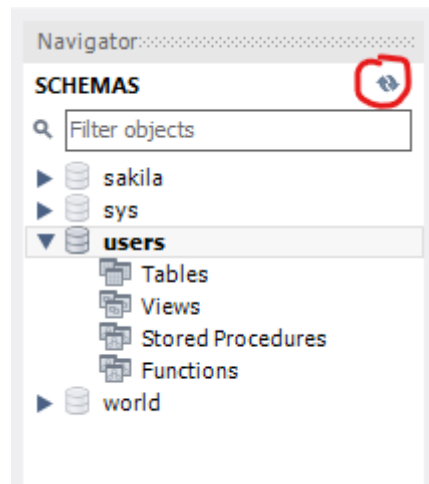 Navigator
SCHEMAS
Filter objects
sakila
sys
users
Tables
Views
Stored Procedures
Functions
world